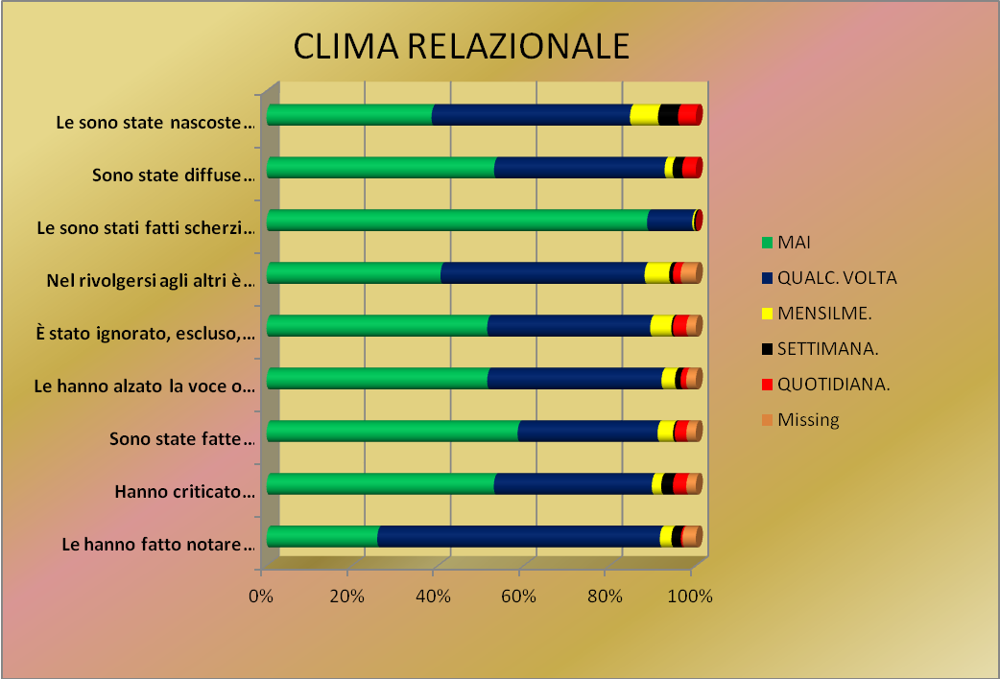 CLIMA RELAZIONALE
Le sono state nascoste...
Sono state diffuse...
Le sono stati fatti scherzi...
Nel rivolgersi agli altri è...
È stato ignorato, escluso,...
Le hanno alzato la voce o...
Sono state fatte...
Hanno criticato...
Le hanno fatto notare...
0% 20% 40% 60% 80% 100%
MAI
QUALC. VOLTA
MENSILME.
SETTIMANA.
QUOTIDIANA.
Missing